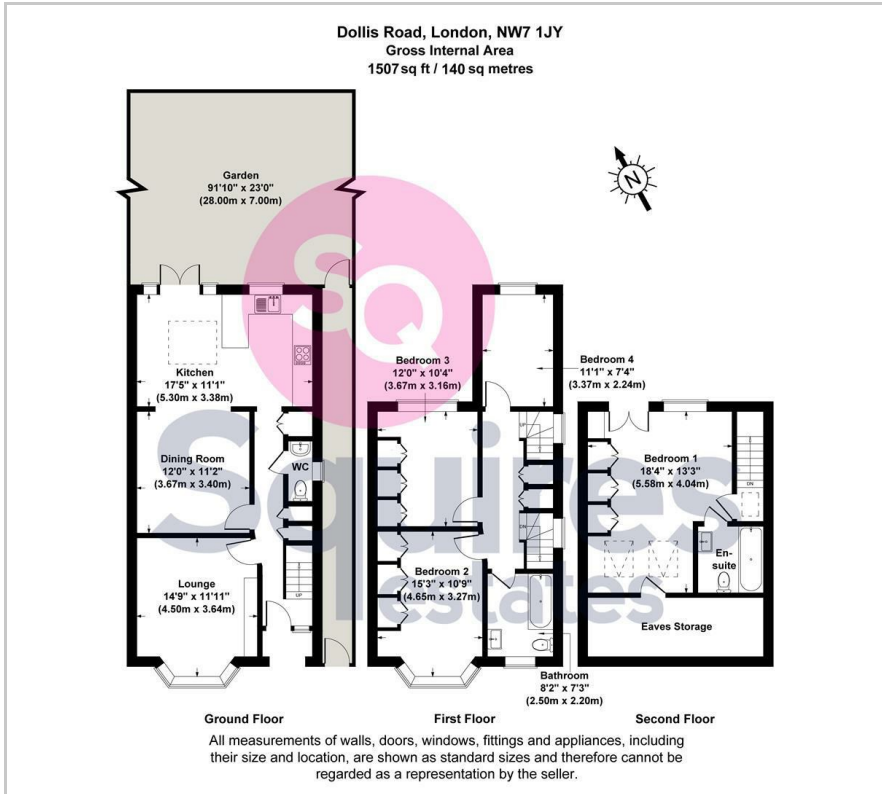 Dollis Road, London, NW7 1JY
Gross Internal Area
1507 sq ft / 140 sq metres
Garden
91'10" x 23'0"
(28.00m x 7.00m)
N
SQ
Squires
estates
Kitchen
17'5" x 11'1"
(5.30m x 3.38m)
Dining Room
12'0" x 11'2"
(3.67m x 3.40m)
WC
Lounge
14'9" x 11'11"
(4.50m x 3.64m)
UP
Bedroom 3
12'0" x 10'4"
(3.67m x 3.16m)
Bedroom 4
11'1" x 7'4"
(3.37m x 2.24m)
UP
DN
Bedroom 2
15'3" x 10'9"
(4.65m x 3.27m)
Bathroom
8'2" x 7'3"
(2.50m x 2.20m)
Bedroom 1
18'4" x 13'3"
(5.58m x 4.04m)
DN
En-
suite
Eaves Storage
Ground Floor
First Floor
Second Floor
All measurements of walls, doors, windows, fittings and appliances, including
their size and location, are shown as standard sizes and therefore cannot be
regarded as a representation by the seller.